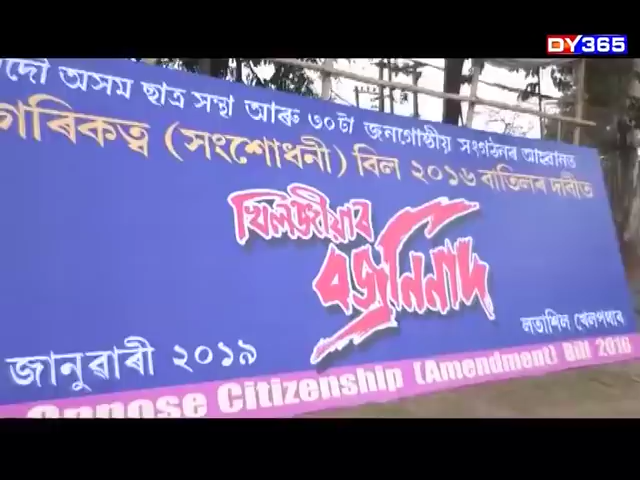 DY365
অসম ছাত্ৰ সন্থা আৰু ৩০টা জনগোষ্ঠীয় সংগঠনৰ আহ্বানত
গৰিকত্ব (সংশোধনী) বিল ২০১৬ বাতিলৰ দাবীত
খিলঞ্জীয়াৰ
বজ্ৰনিনাদ
লতাশিল খেলপথাৰ
জানুৱাৰী ২০১৯
Oppose Citizenship (Amendment) Bill 2016